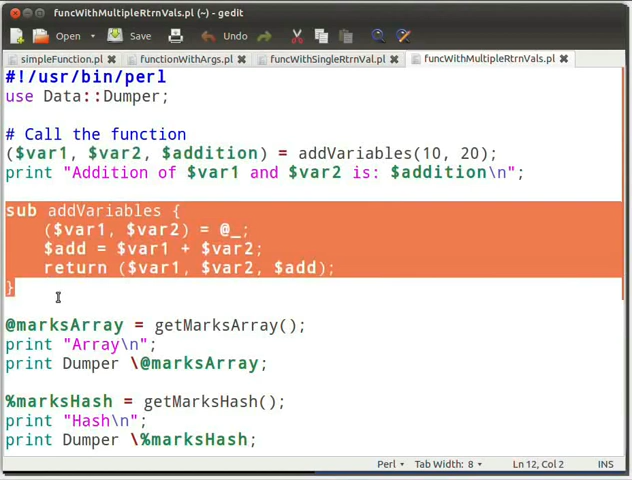 funcWithMultipleRtrnVals.pl (~) - gedit
Open Save Undo
simpleFunction.pl functionWithArgs.pl funcWithSingleRtrnVal.pl funcWithMultipleRtrnVals.pl
#!/usr/bin/perl
use Data::Dumper;
# Call the function
($var1, $var2, $addition) = addVariables(10, 20);
print "Addition of $var1 and $var2 is: $addition\n";
sub addVariables {
($var1, $var2) = @_;
$add = $var1 + $var2;
return ($var1, $var2, $add);
}
@marksArray = getMarksArray();
print "Array\n";
print Dumper \@marksArray;
%marksHash = getMarksHash();
print "Hash\n";
print Dumper \%marksHash;
Perl Tab Width: 8 Ln 12, Col 2 INS